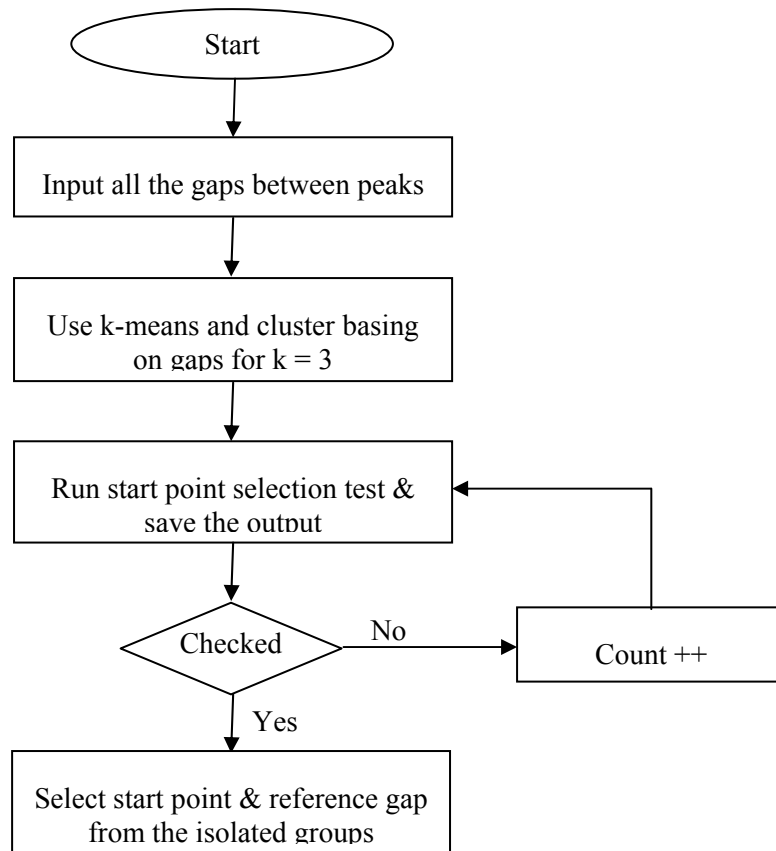 Start
Input all the gaps between peaks
Use k-means and cluster basing
on gaps for k = 3
Run start point selection test &
save the output
Checked
No
Count ++
Yes
Select start point & reference gap
from the isolated groups